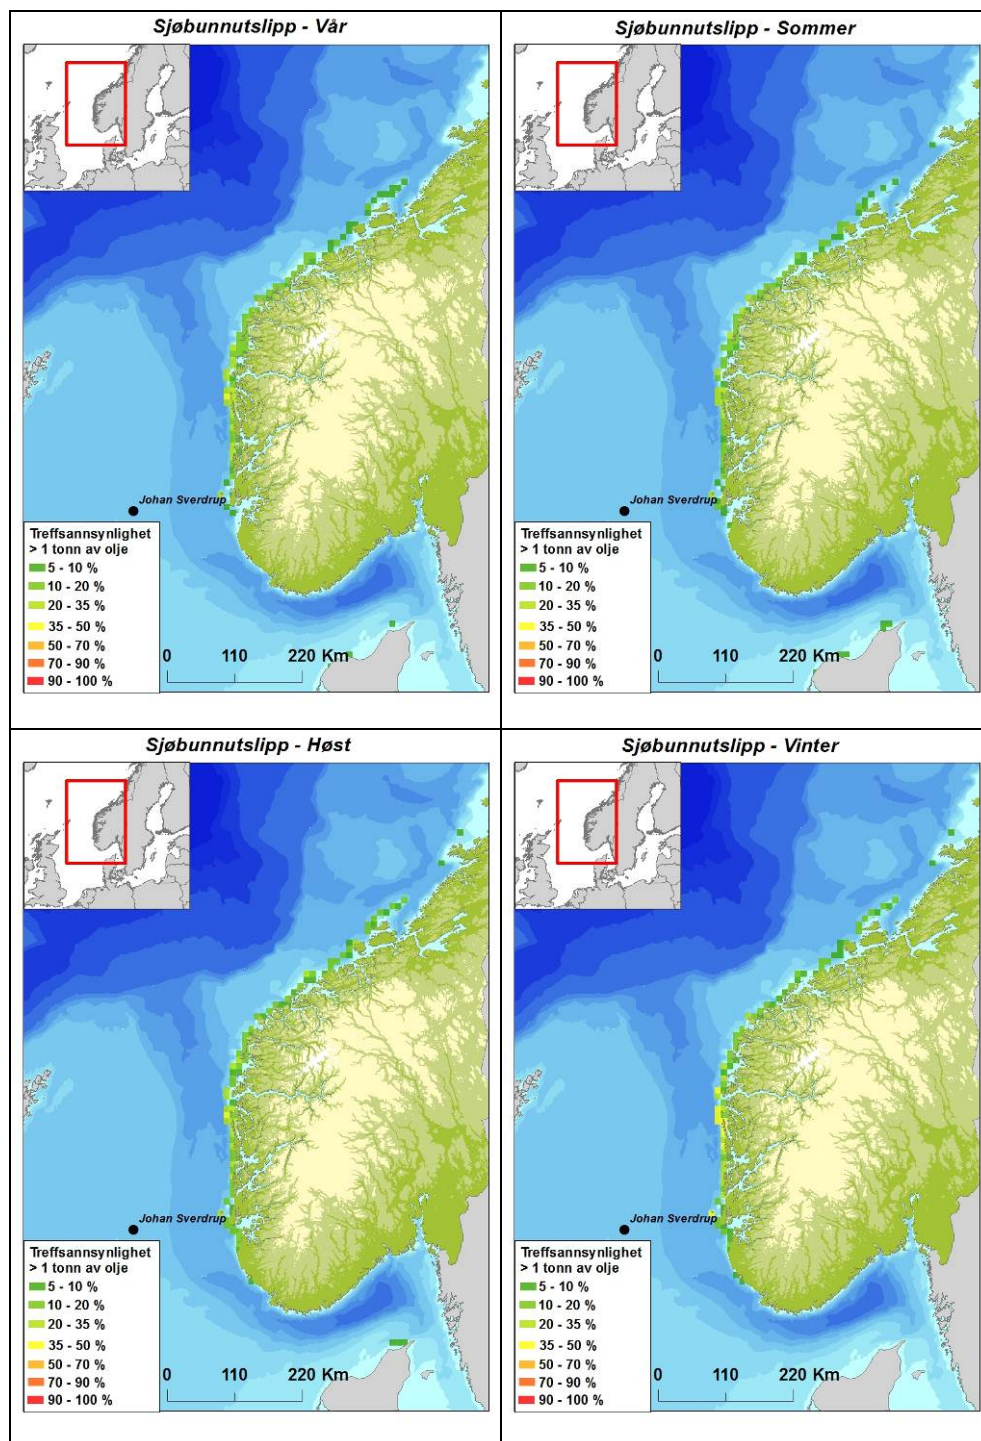 Sjøbunnutslipp - Vår
Johan Sverdrup
Treffsannsynlighet
> 1 tonn av olje
5 - 10 %
10 - 20 %
20 - 35 %
35 - 50 %
50 - 70 %
70 - 90 %
90 - 100 %
0 110 220 Km
Sjøbunnutslipp - Sommer
Johan Sverdrup
Treffsannsynlighet
> 1 tonn av olje
5 - 10 %
10 - 20 %
20 - 35 %
35 - 50 %
50 - 70 %
70 - 90 %
90 - 100 %
0 110 220 Km
Sjøbunnutslipp - Høst
Johan Sverdrup
Treffsannsynlighet
> 1 tonn av olje
5 - 10 %
10 - 20 %
20 - 35 %
35 - 50 %
50 - 70 %
70 - 90 %
90 - 100 %
0 110 220 Km
Sjøbunnutslipp - Vinter
Johan Sverdrup
Treffsannsynlighet
> 1 tonn av olje
5 - 10 %
10 - 20 %
20 - 35 %
35 - 50 %
50 - 70 %
70 - 90 %
90 - 100 %
0 110 220 Km